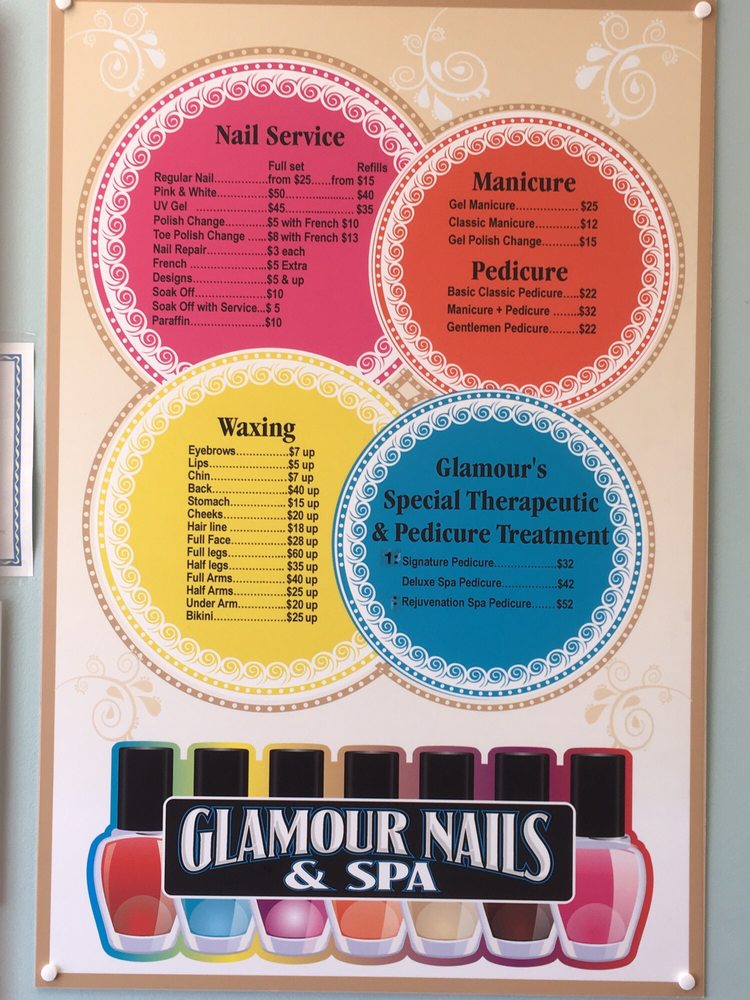 Nail Service
Full set Refills
Regular Nail..............from $25......from $15
Pink & White.............$50.................. $40
UV Gel ....................$45.................. $35
Polish Change...........$5 with French $10
Toe Polish Change .....$8 with French $13
Nail Repair................$3 each
French .....................$5 Extra
Designs....................$5 & up
Soak Off...................$10
Soak Off with Service...$ 5
Paraffin.....................$10
Manicure
Gel Manicure................$25
Classic Manicure...........$12
Gel Polish Change.........$15
Pedicure
Basic Classic Pedicure.....$22
Manicure + Pedicure ........$32
Gentlemen Pedicure.......$22
Waxing
Eyebrows..............$7 up
Lips.....................$5 up
Chin.....................$7 up
Back....................$40 up
Stomach...............$15 up
Cheeks.................$20 up
Hair line ...............$18 up
Full Face...............$28 up
Full legs................$60 up
Half legs...............$35 up
Full Arms..............$40 up
Half Arms..............$25 up
Under Arm.............$20 up
Bikini...................$25 up
Glamour's
Special Therapeutic
& Pedicure Treatment
1: Signature Pedicure...................$32
Deluxe Spa Pedicure..................$42
: Rejuvenation Spa Pedicure....... $52
GLAMOUR NAILS
& SPA